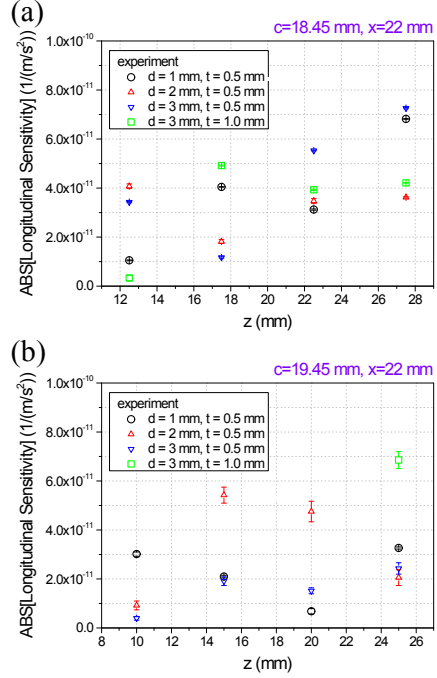 (a)
c=18.45 mm, x=22 mm
ABS[Longitudinal Sensitivity] (1/(m/s²))
1.0x10⁻¹⁰
8.0x10⁻¹¹
6.0x10⁻¹¹
4.0x10⁻¹¹
2.0x10⁻¹¹
0.0
experiment
d = 1 mm, t = 0.5 mm
d = 2 mm, t = 0.5 mm
d = 3 mm, t = 0.5 mm
d = 3 mm, t = 1.0 mm
12 14 16 18 20 22 24 26 28
z (mm)
(b)
c=19.45 mm, x=22 mm
ABS[Longitudinal Sensitivity] (1/(m/s²))
1.0x10⁻¹⁰
8.0x10⁻¹¹
6.0x10⁻¹¹
4.0x10⁻¹¹
2.0x10⁻¹¹
0.0
experiment
d = 1 mm, t = 0.5 mm
d = 2 mm, t = 0.5 mm
d = 3 mm, t = 0.5 mm
d = 3 mm, t = 1.0 mm
8 10 12 14 16 18 20 22 24 26
z (mm)